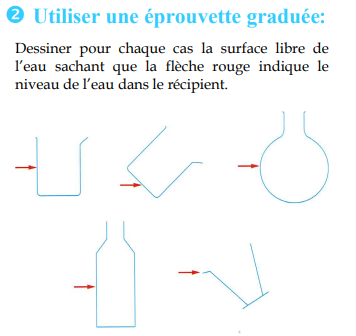 2 Utiliser une éprouvette graduée:
Dessiner pour chaque cas la surface libre de
l'eau sachant que la flèche rouge indique le
niveau de l'eau dans le récipient.